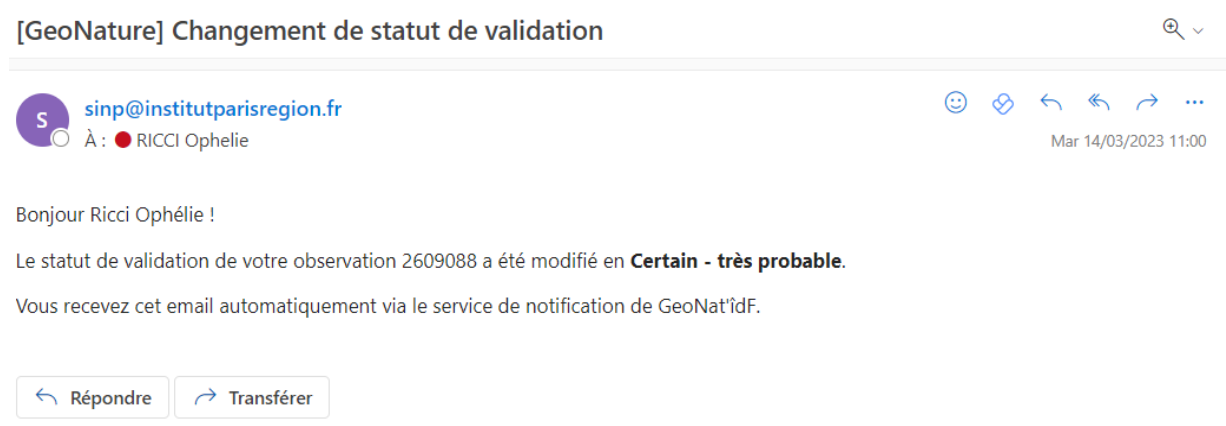 [GeoNature] Changement de statut de validation
S
sinp@institutparisregion.fr
À : RICCI Ophelie
Mar 14/03/2023 11:00
Bonjour Ricci Ophélie !
Le statut de validation de votre observation 2609088 a été modifié en Certain - très probable.
Vous recevez cet email automatiquement via le service de notification de GeoNat'îdF.
Répondre
Transférer